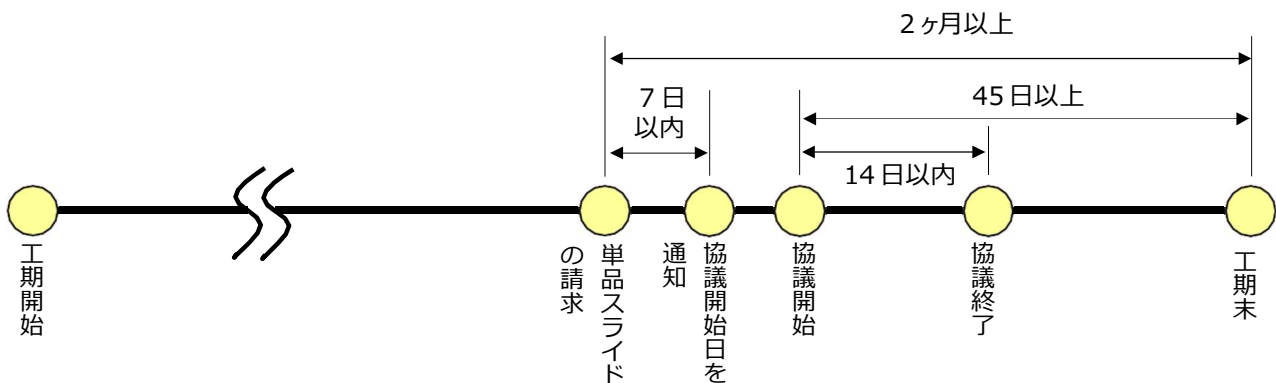 2ヶ月以上
7日
以内
45日以上
14日以内
工期開始
単品スライド
の請求
協議開始日を
通知
協議開始
協議終了
工期末